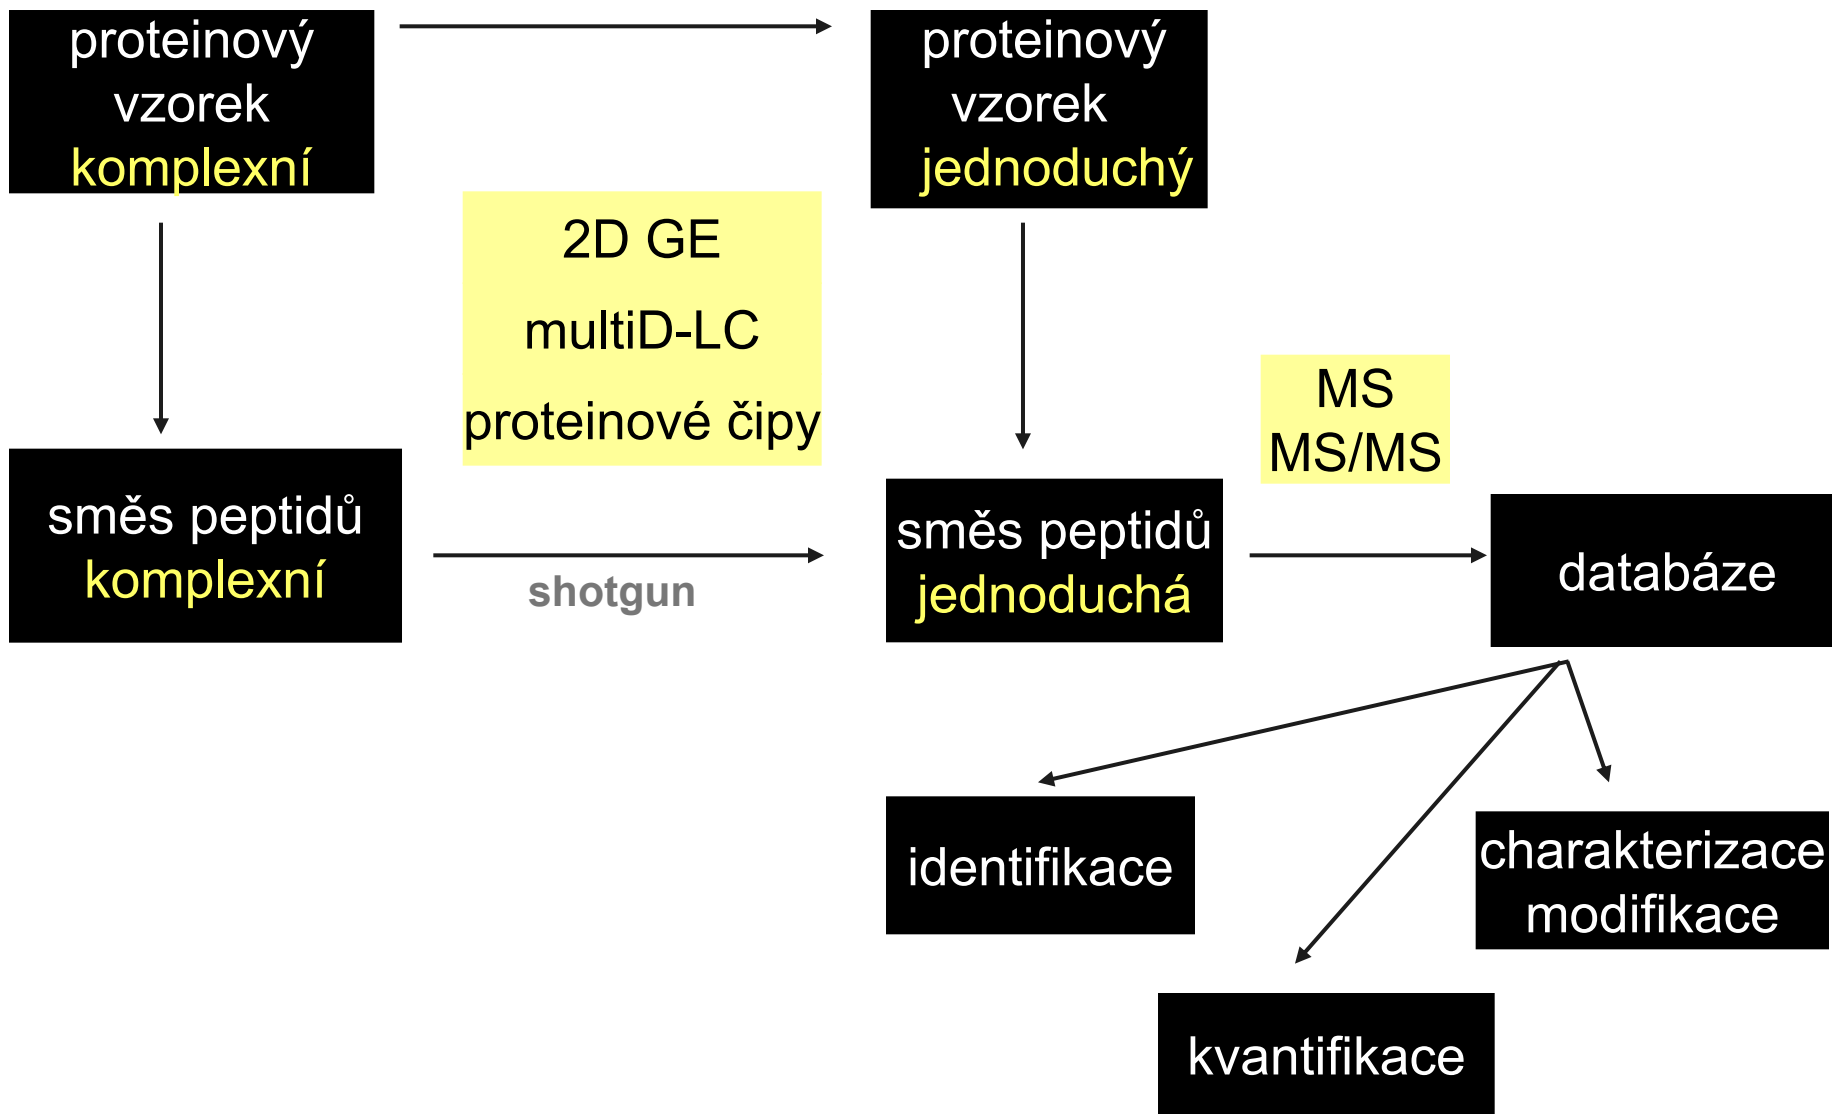 proteinový
vzorek
komplexní
proteinový
vzorek
jednoduchý
2D GE
multiD-LC
proteinové čipy
MS
MS/MS
směs peptidů
komplexní
shotgun
směs peptidů
jednoduchá
databáze
identifikace
charakterizace
modifikace
kvantifikace